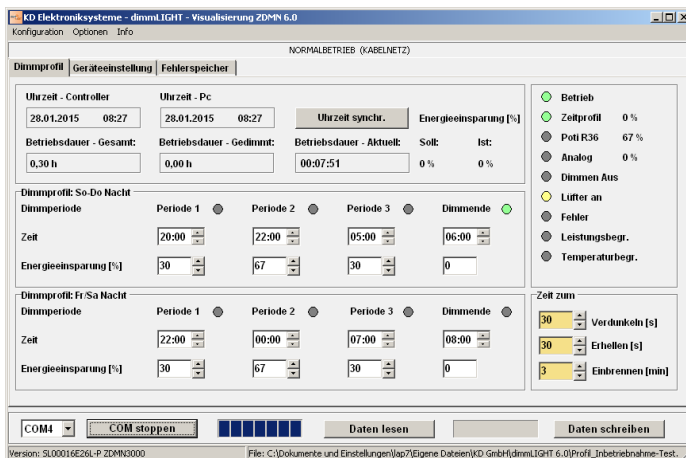 KD Elektroniksysteme - dimmLIGHT - Visualisierung ZDMN 6.0
Konfiguration Optionen Info
NORMALBETRIEB (KABELNETZ)
Dimmprofil Geräteeinstellung Fehlerspeicher
Uhrzeit - Controller Uhrzeit - Pc
28.01.2015 08:27 28.01.2015 08:27 Uhrzeit synchr. Energieeinsparung [%]
Betriebsdauer - Gesamt: Betriebsdauer - Gedimmt: Betriebsdauer - Aktuell: Soll: Ist:
0,30 h 0,00 h 00:07:51 0 % 0 %
Betrieb
Zeitprofil 0 %
Poti R36 67 %
Analog 0 %
Dimmen Aus
Lüfter an
Fehler
Leistungsbegr.
Temperaturbegr.
Dimmprofil: So-Do Nacht
Dimmperiode Periode 1 Periode 2 Periode 3 Dimmende
Zeit 20:00 22:00 05:00 06:00
Energieeinsparung [%] 30 67 30 0
Dimmprofil: Fr/Sa Nacht
Dimmperiode Periode 1 Periode 2 Periode 3 Dimmende
Zeit 22:00 00:00 07:00 08:00
Energieeinsparung [%] 30 67 30 0
Zeit zum
30 Verdunkeln [s]
30 Erhellen [s]
3 Einbrennen [min]
COM4 COM stoppen Daten lesen Daten schreiben
Version: SL00016E26L-P ZDMN3000 File: C:\Dokumente und Einstellungen\lap7\Eigene Dateien\KD GmbH\dimmLIGHT 6.0\Profil_Inbetriebnahme-Test.